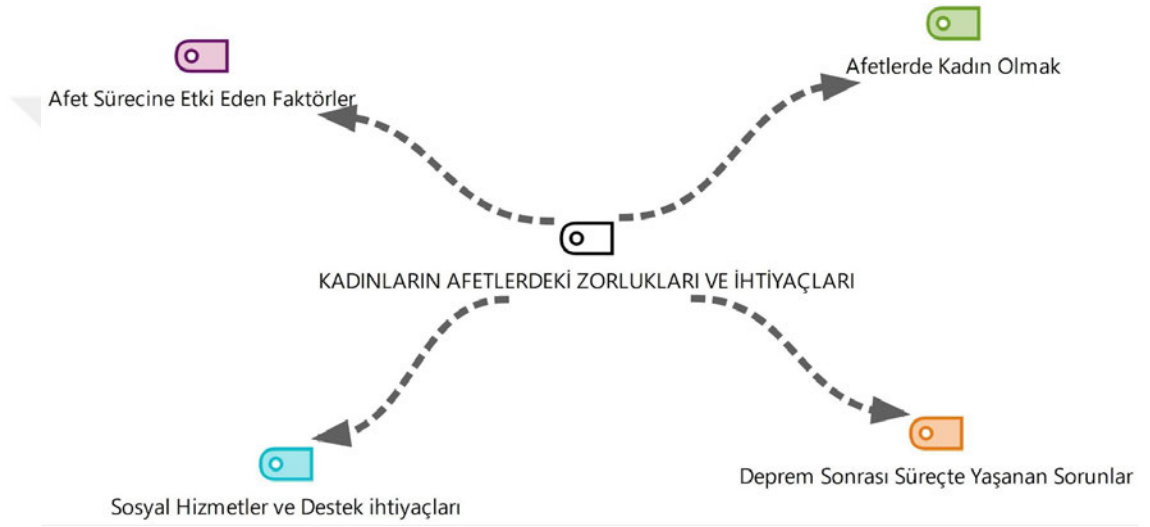 Afetlerde Kadın Olmak
Afet Sürecine Etki Eden Faktörler
KADINLARIN AFETLERDEKİ ZORLUKLARI VE İHTİYAÇLARI
Deprem Sonrası Süreçte Yaşanan Sorunlar
Sosyal Hizmetler ve Destek ihtiyaçları